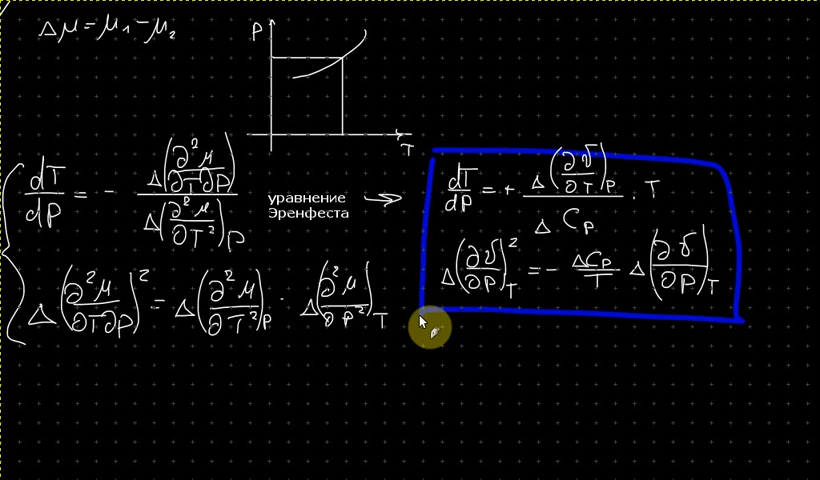 Δμ = μ₁ − μ₂
P
T
dT/dP = − Δ(∂²μ/∂T∂P) / Δ(∂²μ/∂T²)_P
уравнение
Эренфеста
→
dT/dP = + Δ(∂v/∂T)_P / ΔC_P · T
Δ(∂²μ/∂T∂P)² = Δ(∂²μ/∂T²)_P · Δ(∂²μ/∂P²)_T
Δ(∂v/∂P)²_T = − ΔC_P/T Δ(∂v/∂P)_T